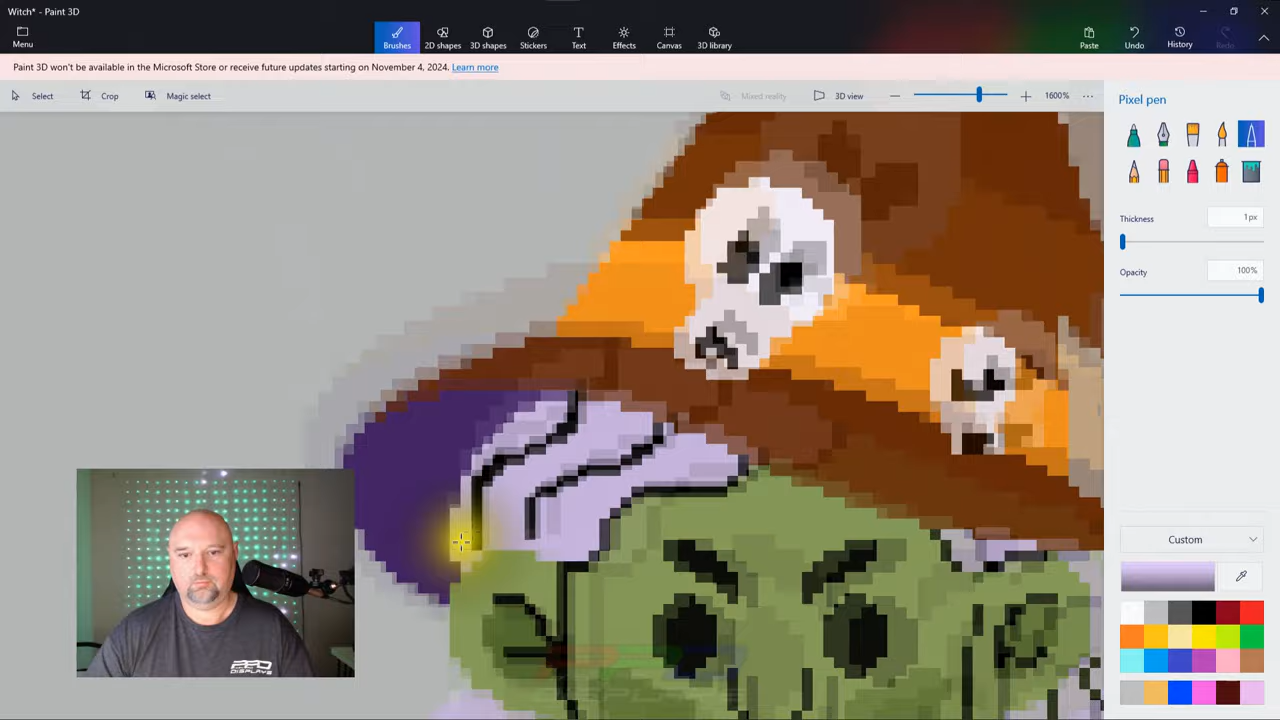 Witch* - Paint 3D
Menu
Brushes
2D shapes
3D shapes
Stickers
Text
Effects
Canvas
3D library
Paste
Undo
History
Redo
Paint 3D won't be available in the Microsoft Store or receive future updates starting on November 4, 2024. Learn more
Select
Crop
Magic select
Mixed reality
3D view
1600%
Pixel pen
Thickness
1px
Opacity
100%
Custom
PRO
DISPLAYS